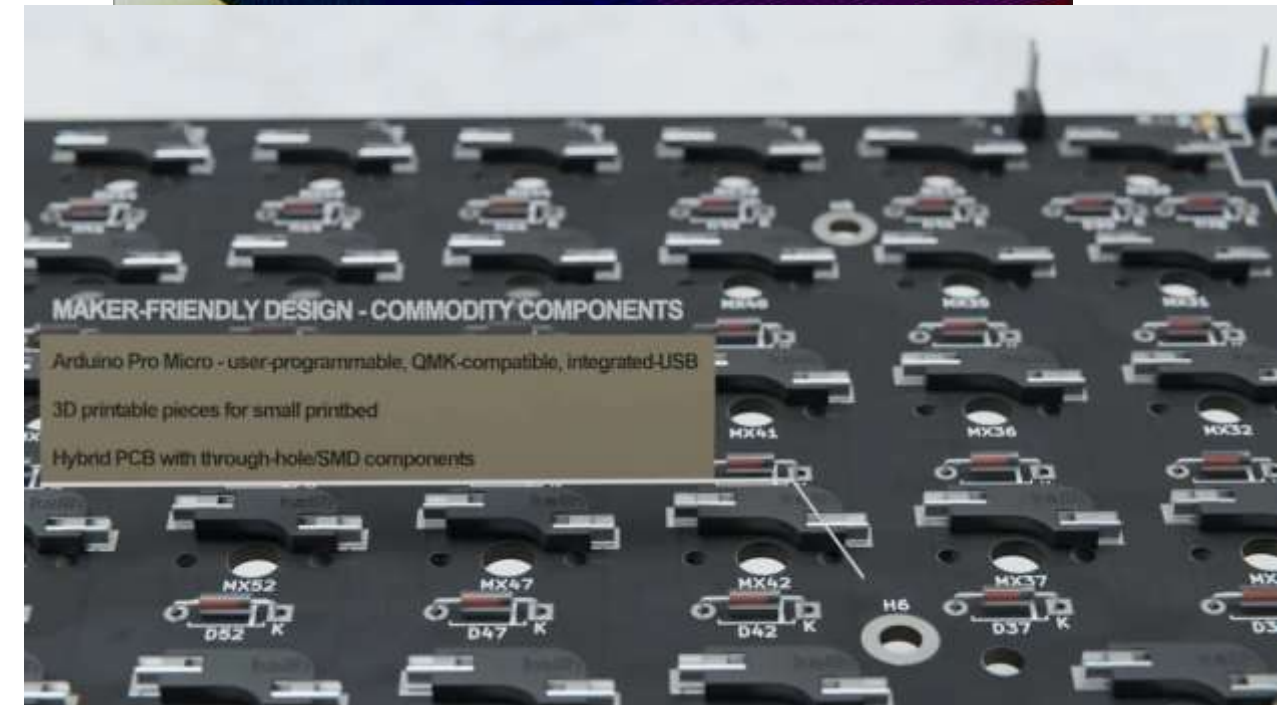 MAKER-FRIENDLY DESIGN - COMMODITY COMPONENTS
Arduino Pro Micro - user-programmable, QMK-compatible, integrated-USB
3D printable pieces for small printbed
Hybrid PCB with through-hole/SMD components
MX40
MX35
MX31
MX41
MX36
MX32
MX52
MX47
MX42
MX37
MX
H6
D52
K
D47
K
D42
K
D37
K
D3